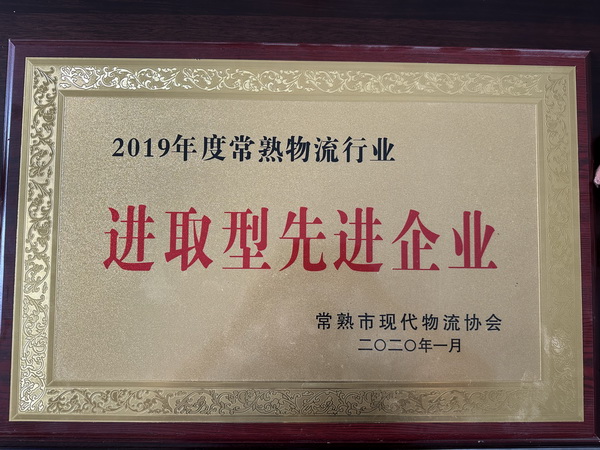 2019年度常熟物流行业
进取型先进企业
常熟市现代物流协会
二〇二〇年一月